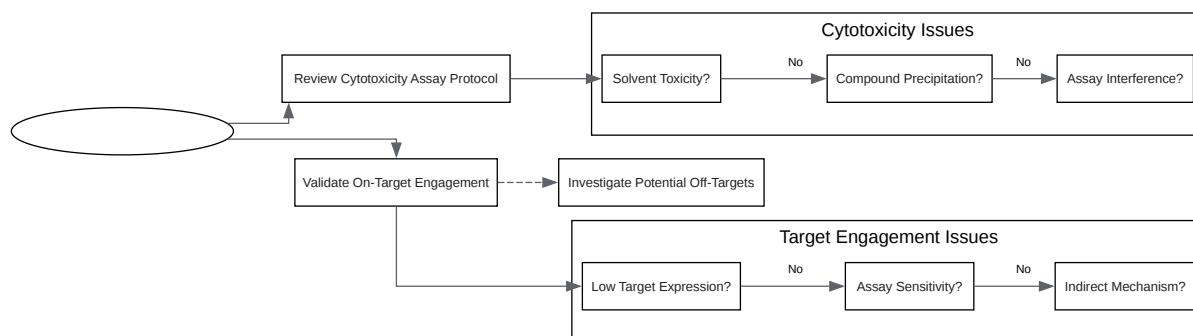 Cytotoxicity Issues
Review Cytotoxicity Assay Protocol
Solvent Toxicity?
No
Compound Precipitation?
No
Assay Interference?
Validate On-Target Engagement
Investigate Potential Off-Targets
Target Engagement Issues
Low Target Expression?
No
Assay Sensitivity?
No
Indirect Mechanism?